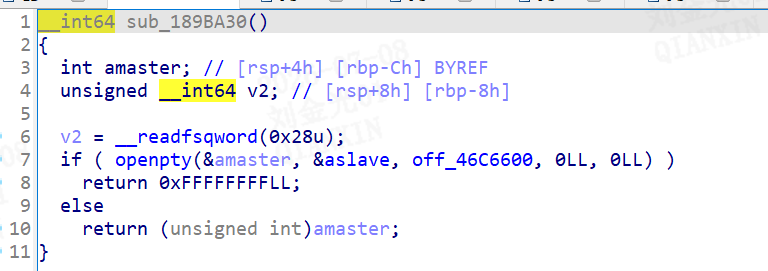 1 __int64 sub_189BA30()
2 {
3   int amaster; // [rsp+4h] [rbp-Ch] BYREF
4   unsigned __int64 v2; // [rsp+8h] [rbp-8h]
5
6   v2 = __readfsqword(0x28u);
7   if ( openpty(&amaster, &aslave, off_46C6600, 0LL, 0LL) )
8     return 0xFFFFFFFFLL;
9   else
10     return (unsigned int)amaster;
11 }
QIANXIN
QIANXIN